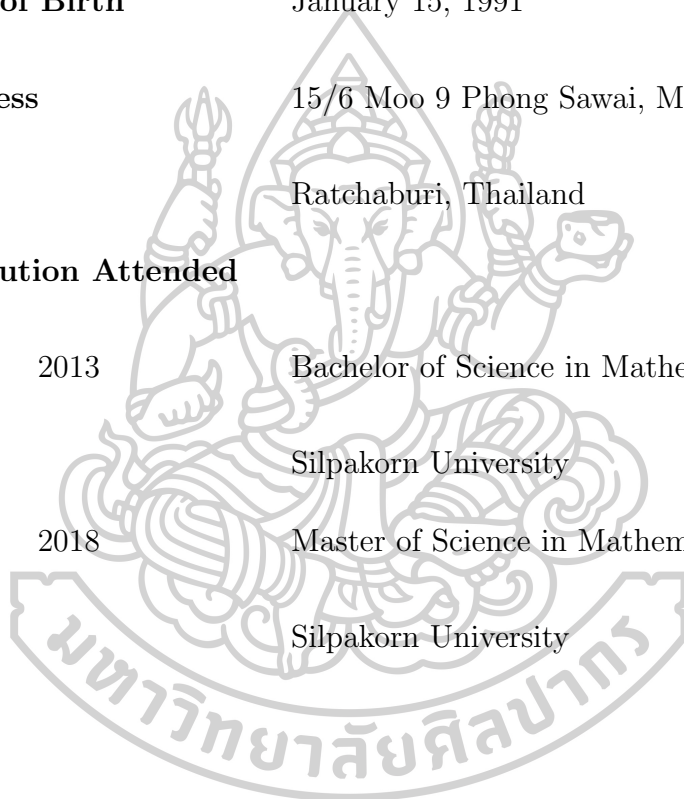 of Birth January 15, 1991
ess 15/6 Moo 9 Phong Sawai, M
Ratchaburi, Thailand
ution Attended
2013 Bachelor of Science in Mathe
Silpakorn University
2018 Master of Science in Mathem
Silpakorn University
มหาวิทยาลัยศิลปากร